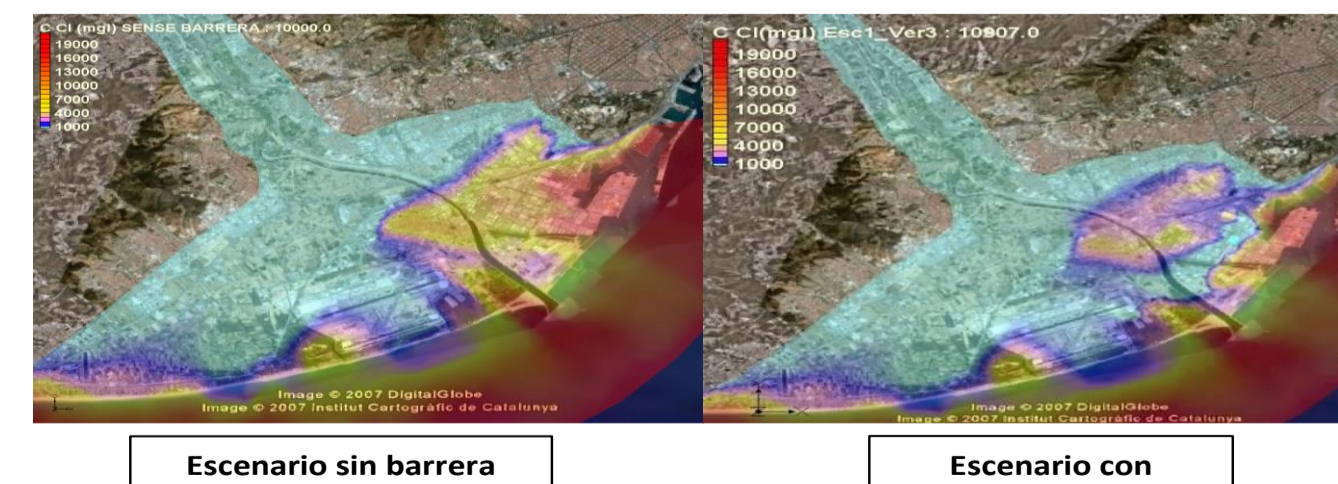 C Cl (mgl) SENSE BARRERA : 10000.0
19000
16000
13000
10000
7000
4000
1000
Image © 2007 DigitalGlobe
Image © 2007 Institut Cartogràfic de Catalunya
C Cl(mgl) Esc1_Ver3 : 10907.0
19000
16000
13000
10000
7000
4000
1000
Image © 2007 DigitalGlobe
Image © 2007 Institut Cartogràfic de Catalunya
Escenario sin barrera
Escenario con